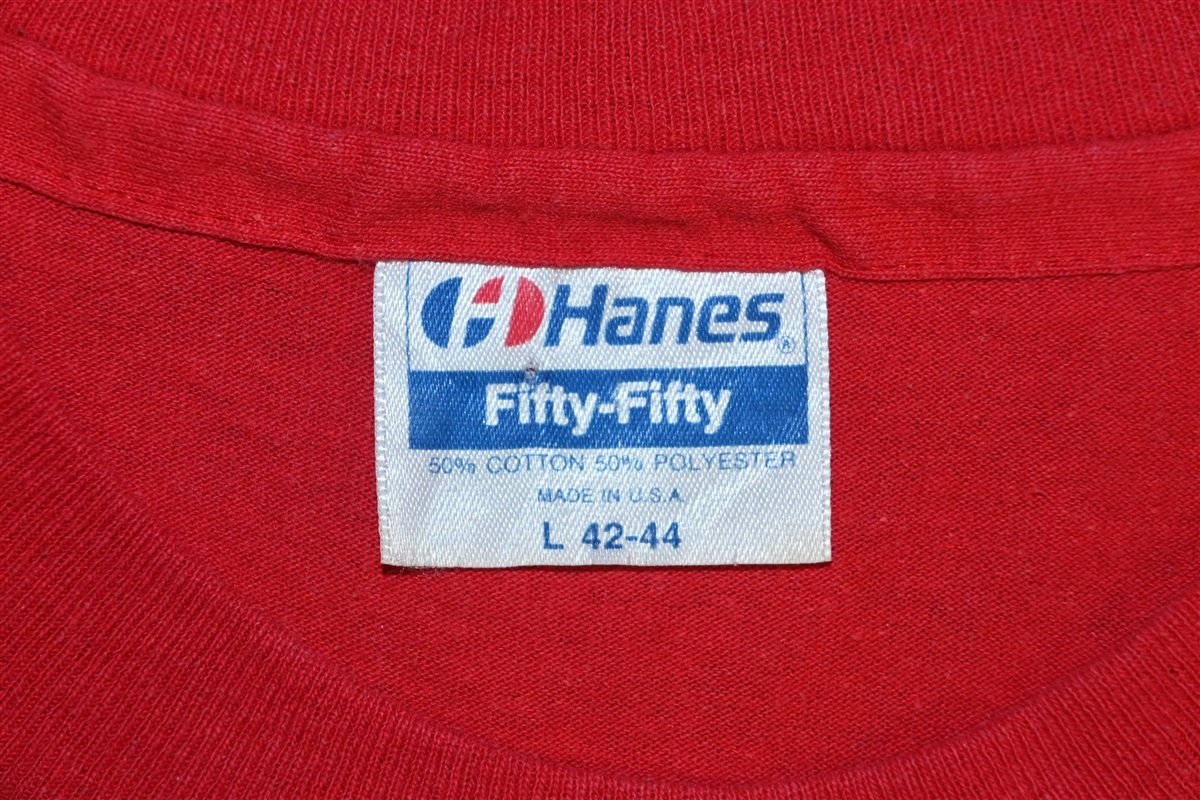 Hanes®
Fifty-Fifty
50% COTTON 50% POLYESTER
MADE IN U.S.A.
L 42-44